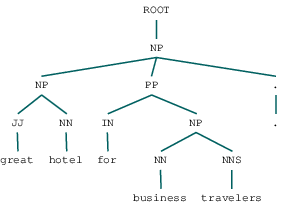 ROOT
NP
NP PP .
JJ NN IN NP .
great hotel for NN NNS
business travelers